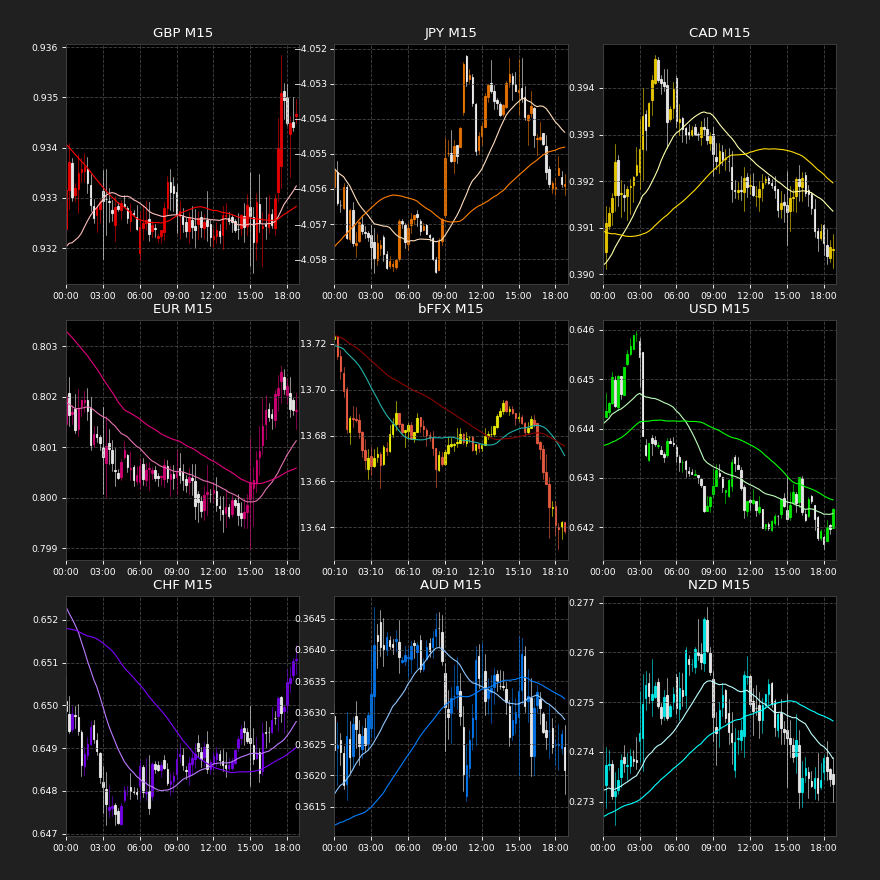 GBP M15
0.936
0.935
0.934
0.933
0.932
00:00 03:00 06:00 09:00 12:00 15:00 18:00
JPY M15
−4.052
−4.053
−4.054
−4.055
−4.056
−4.057
−4.058
00:00 03:00 06:00 09:00 12:00 15:00 18:00
CAD M15
0.394
0.393
0.392
0.391
0.390
00:00 03:00 06:00 09:00 12:00 15:00 18:00
EUR M15
0.803
0.802
0.801
0.800
0.799
00:00 03:00 06:00 09:00 12:00 15:00 18:00
bFFX M15
13.72
13.70
13.68
13.66
13.64
00:10 03:10 06:10 09:10 12:10 15:10 18:10
USD M15
0.646
0.645
0.644
0.643
0.642
00:00 03:00 06:00 09:00 12:00 15:00 18:00
CHF M15
0.652
0.651
0.650
0.649
0.648
0.647
00:00 03:00 06:00 09:00 12:00 15:00 18:00
AUD M15
0.3645
0.3640
0.3635
0.3630
0.3625
0.3620
0.3615
00:00 03:00 06:00 09:00 12:00 15:00 18:00
NZD M15
0.277
0.276
0.275
0.274
0.273
00:00 03:00 06:00 09:00 12:00 15:00 18:00